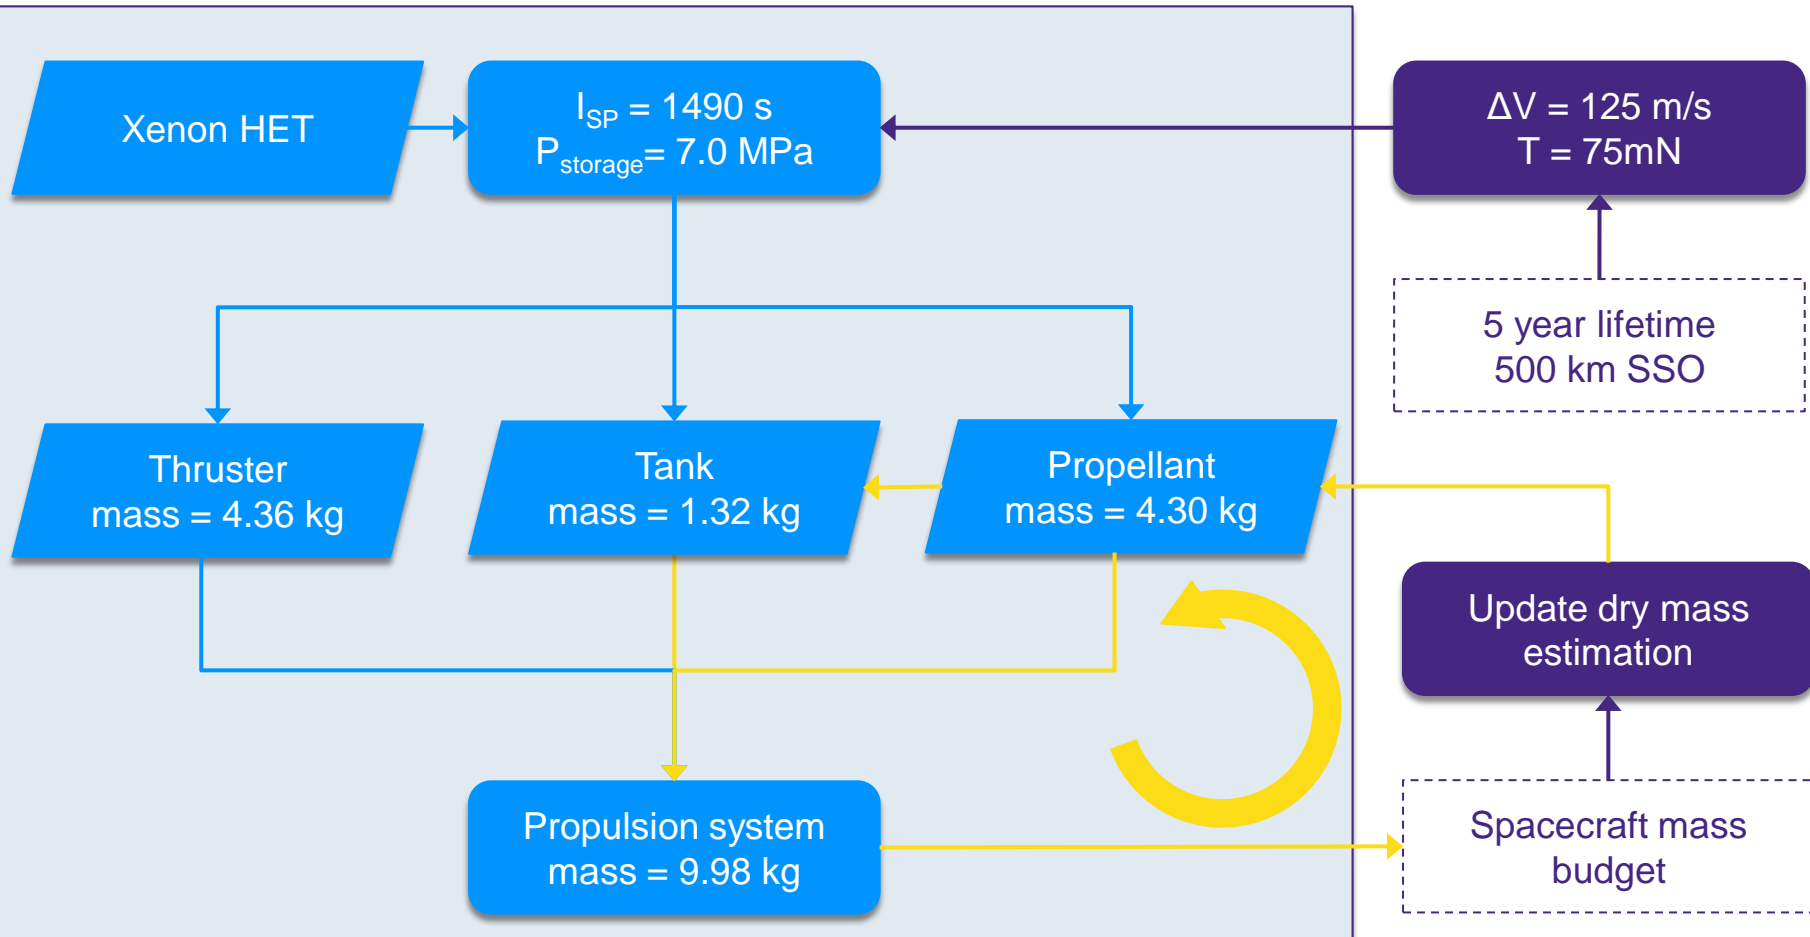 Xenon HET
I_SP = 1490 s
P_storage= 7.0 MPa
ΔV = 125 m/s
T = 75mN
5 year lifetime
500 km SSO
Thruster
mass = 4.36 kg
Tank
mass = 1.32 kg
Propellant
mass = 4.30 kg
Update dry mass
estimation
Propulsion system
mass = 9.98 kg
Spacecraft mass
budget